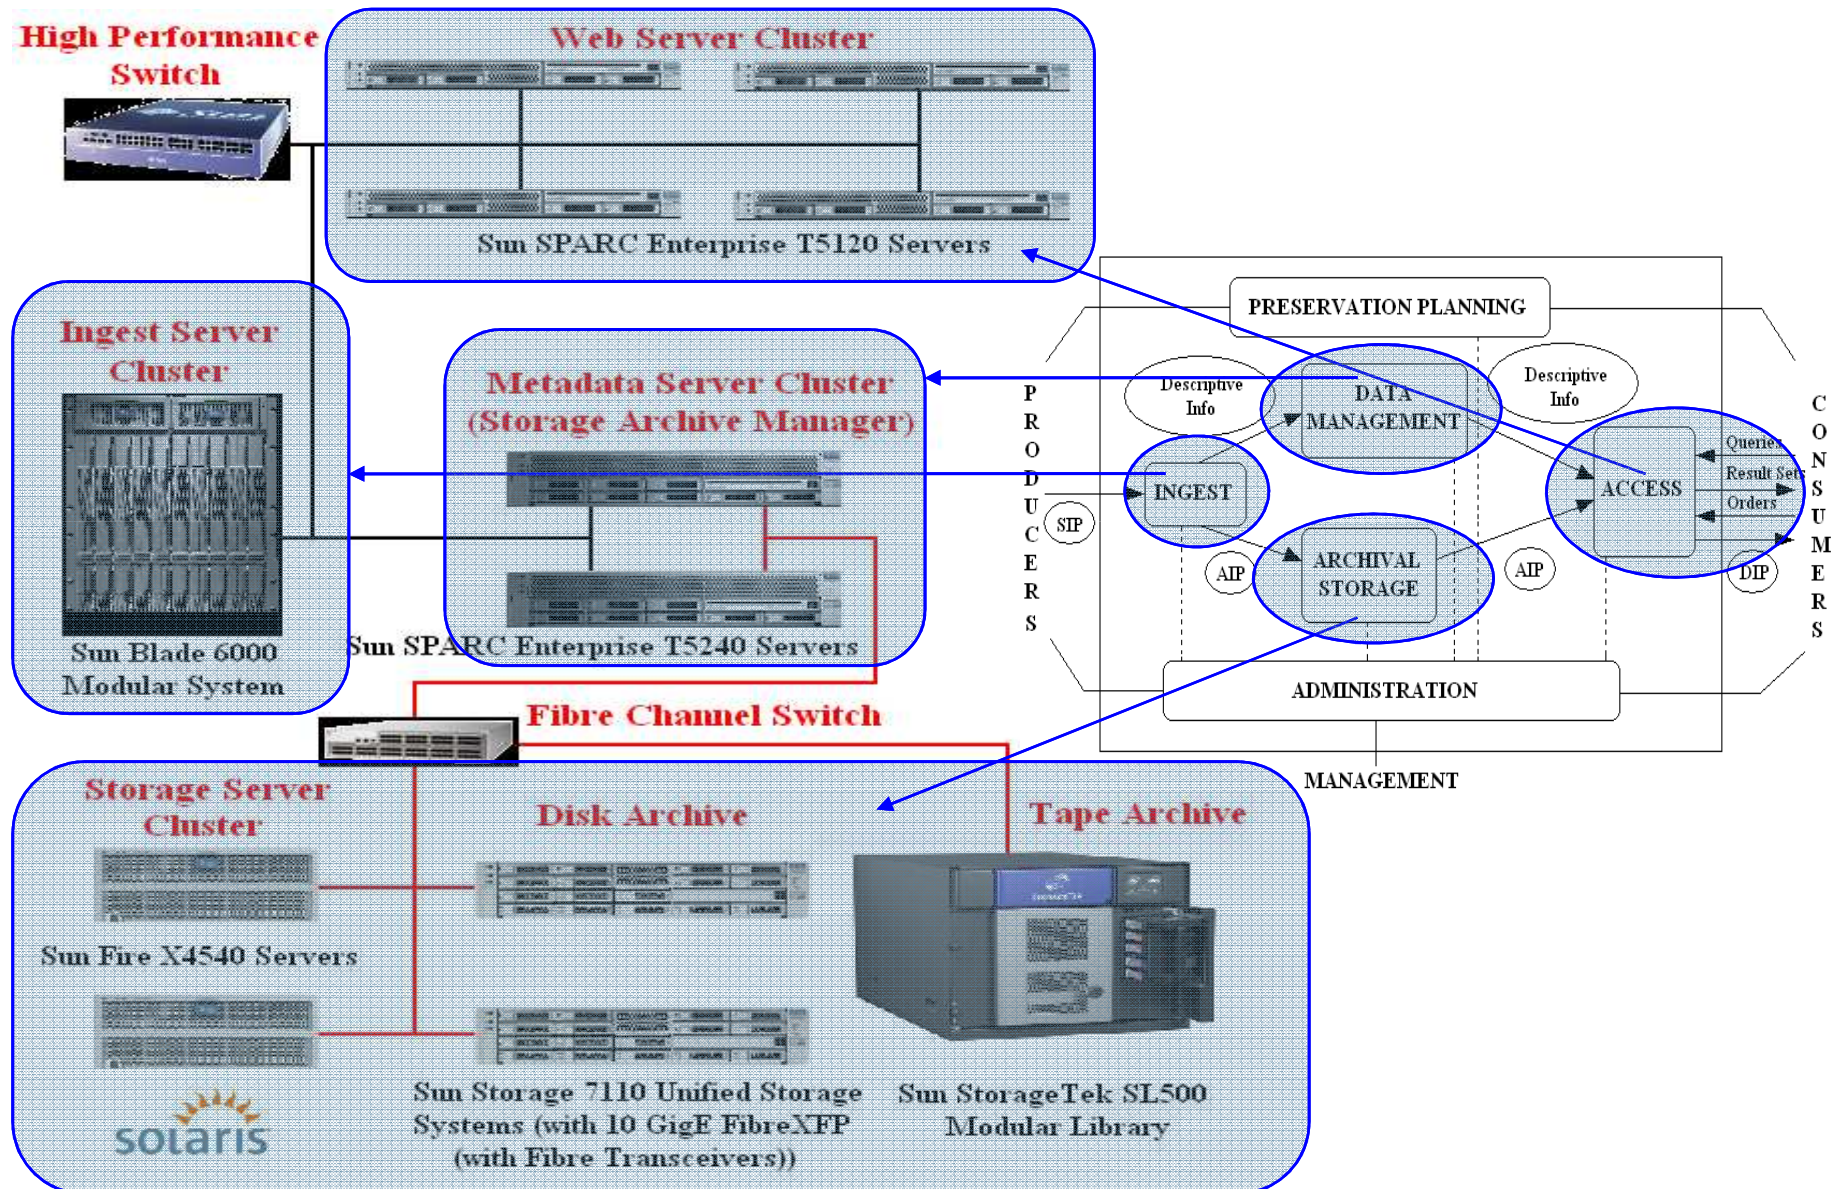 High Performance
Switch
Web Server Cluster
Sun SPARC Enterprise T5120 Servers
Ingest Server
Cluster
Sun Blade 6000
Modular System
Metadata Server Cluster
(Storage Archive Manager)
Sun SPARC Enterprise T5240 Servers
Fibre Channel Switch
Storage Server
Cluster
Sun Fire X4540 Servers
solaris
Disk Archive
Sun Storage 7110 Unified Storage
Systems (with 10 GigE FibreXFP
(with Fibre Transceivers))
Tape Archive
StorageTek
Sun StorageTek SL500
Modular Library
PRESERVATION PLANNING
PRODUCERS
SIP
INGEST
Descriptive
Info
DATA
MANAGEMENT
Descriptive
Info
AIP
ARCHIVAL
STORAGE
AIP
ACCESS
Queries
Result Sets
Orders
DIP
CONSUMERS
ADMINISTRATION
MANAGEMENT